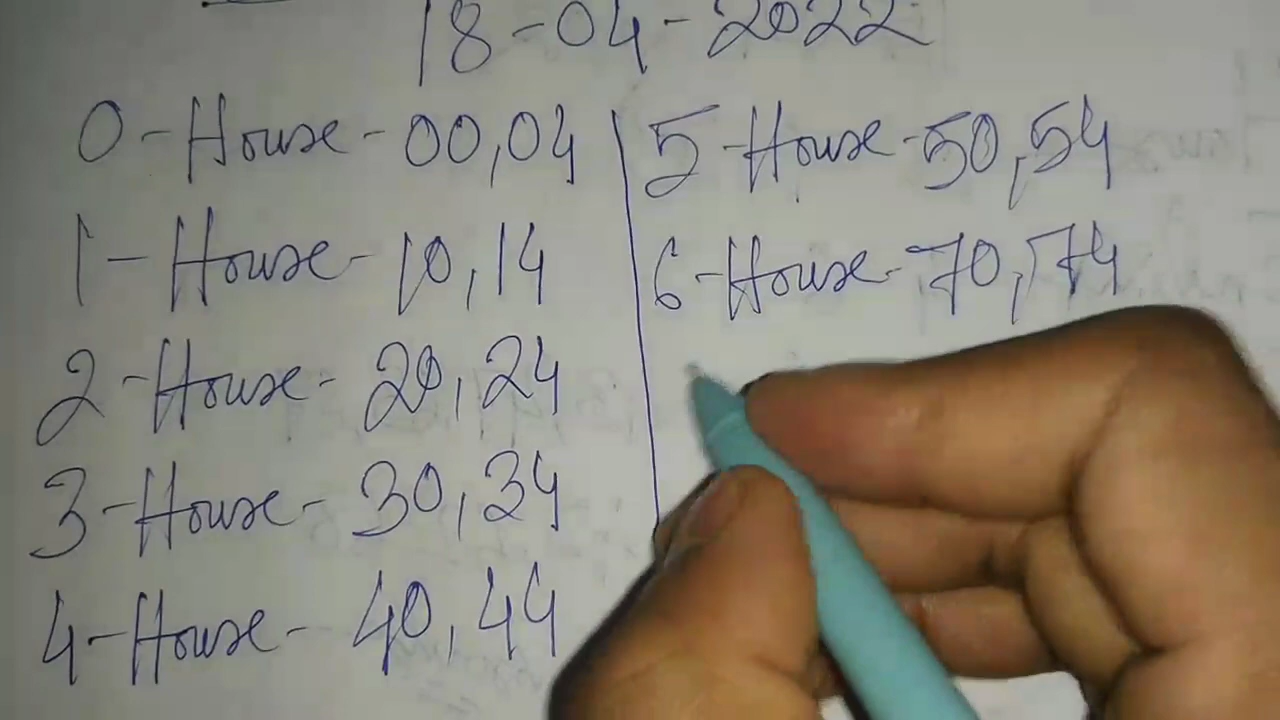 18-04-2022
0-House-00,04
1-House-10,14
2-House-20,24
3-House-30,34
4-House-40,44
5-House-50,54
6-House-70,74